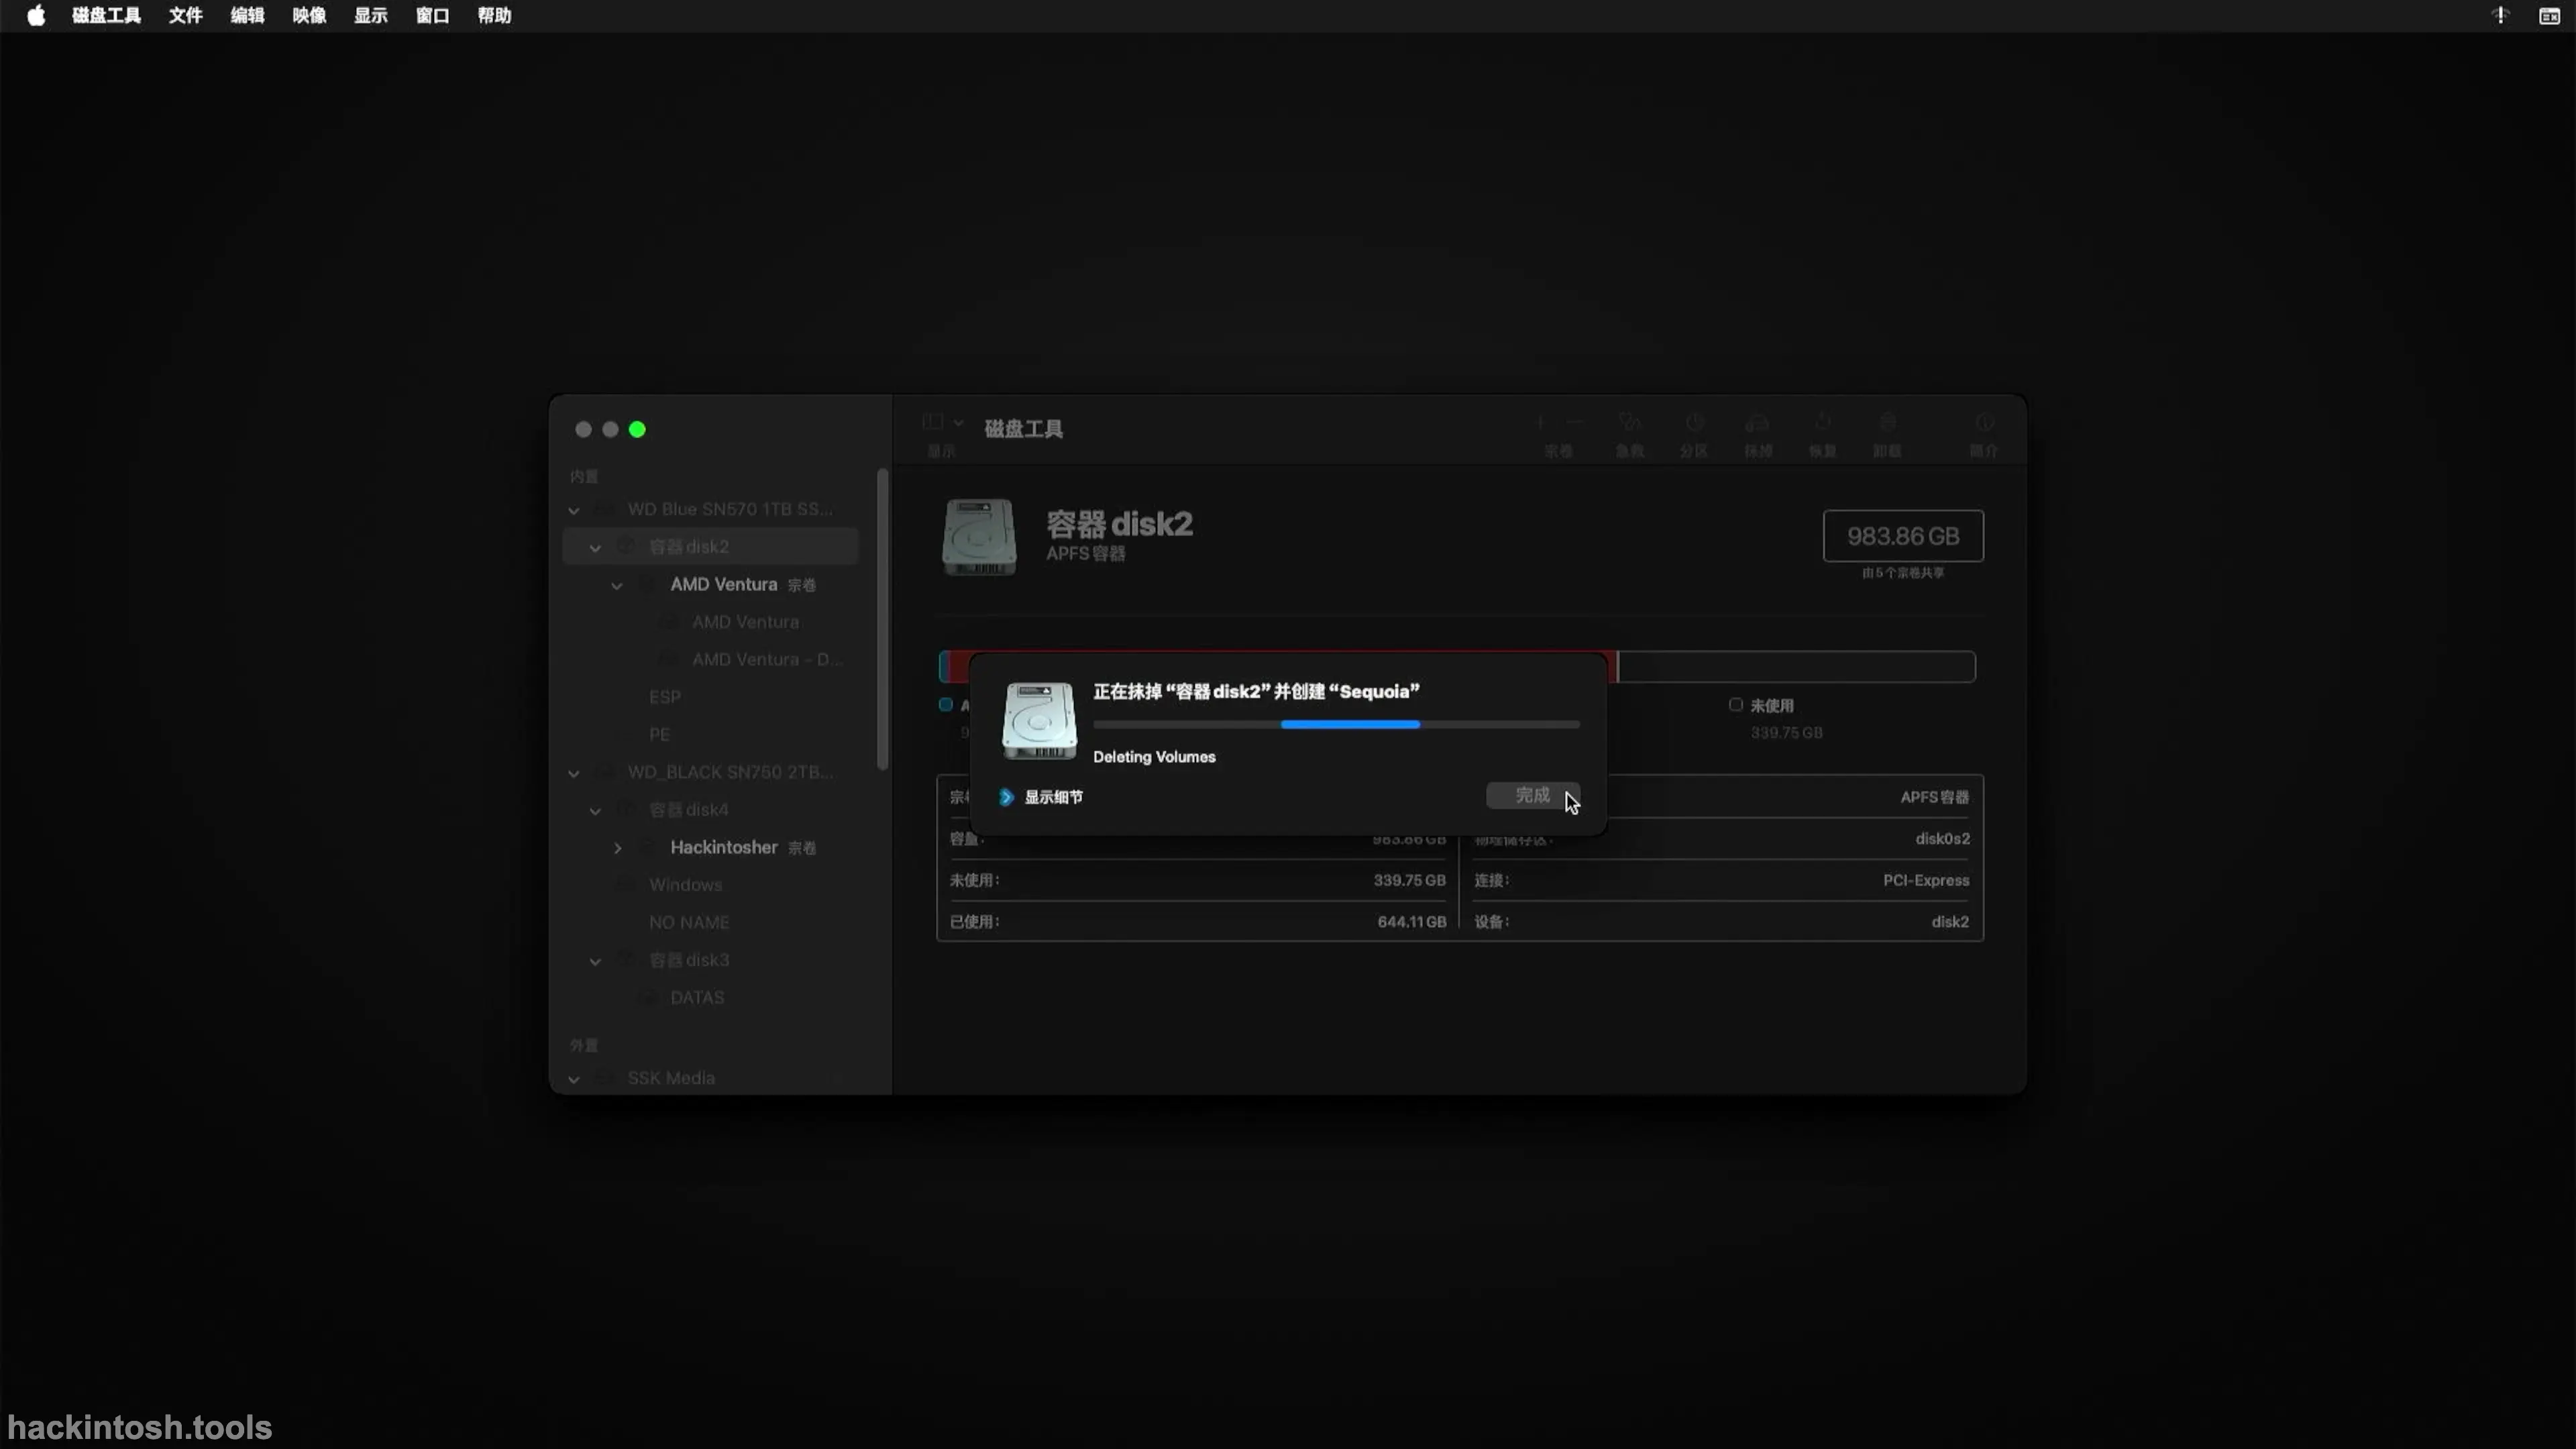 磁盘工具 文件 编辑 映像 显示 窗口 帮助
内置
WD Blue SN570 1TB SS...
容器 disk2
AMD Ventura 宗卷
AMD Ventura
AMD Ventura – D...
ESP
PE
WD_BLACK SN750 2TB...
容器 disk4
Hackintosher 宗卷
Windows
NO NAME
容器 disk3
DATAS
外置
SSK Media
显示
磁盘工具
宗卷 急救 分区 抹掉 恢复 卸载 简介
容器 disk2
APFS 容器
983.86 GB
由 5 个宗卷共享
未使用
339.75 GB
正在抹掉“容器 disk2”并创建“Sequoia”
Deleting Volumes
显示细节
完成
APFS 容器
容量: 983.86 GB
物理储存区: disk0s2
未使用: 339.75 GB
连接: PCI-Express
已使用: 644.11 GB
设备: disk2
hackintosh.tools